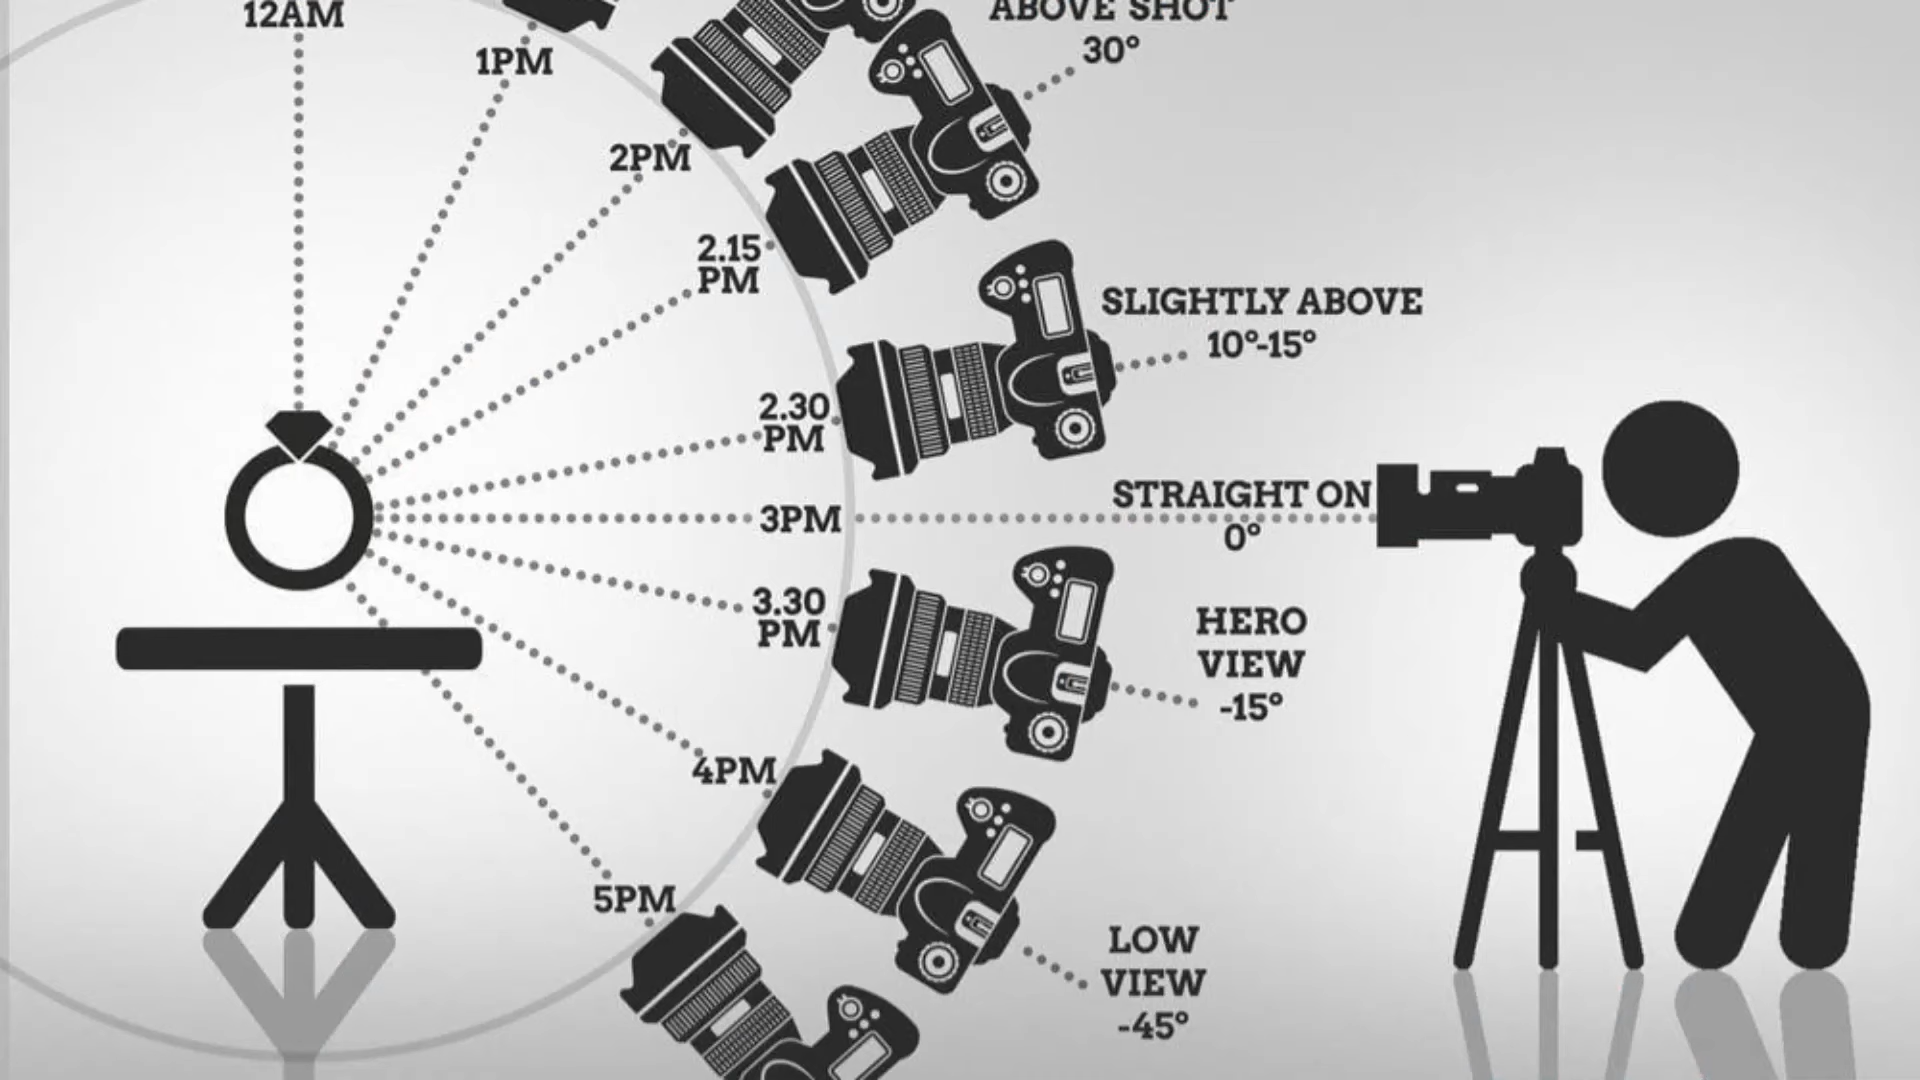 12AM
1PM
2PM
2.15
PM
2.30
PM
3PM
3.30
PM
4PM
5PM
ABOVE SHOT
30°
SLIGHTLY ABOVE
10°-15°
STRAIGHT ON
0°
HERO
VIEW
-15°
LOW
VIEW
-45°